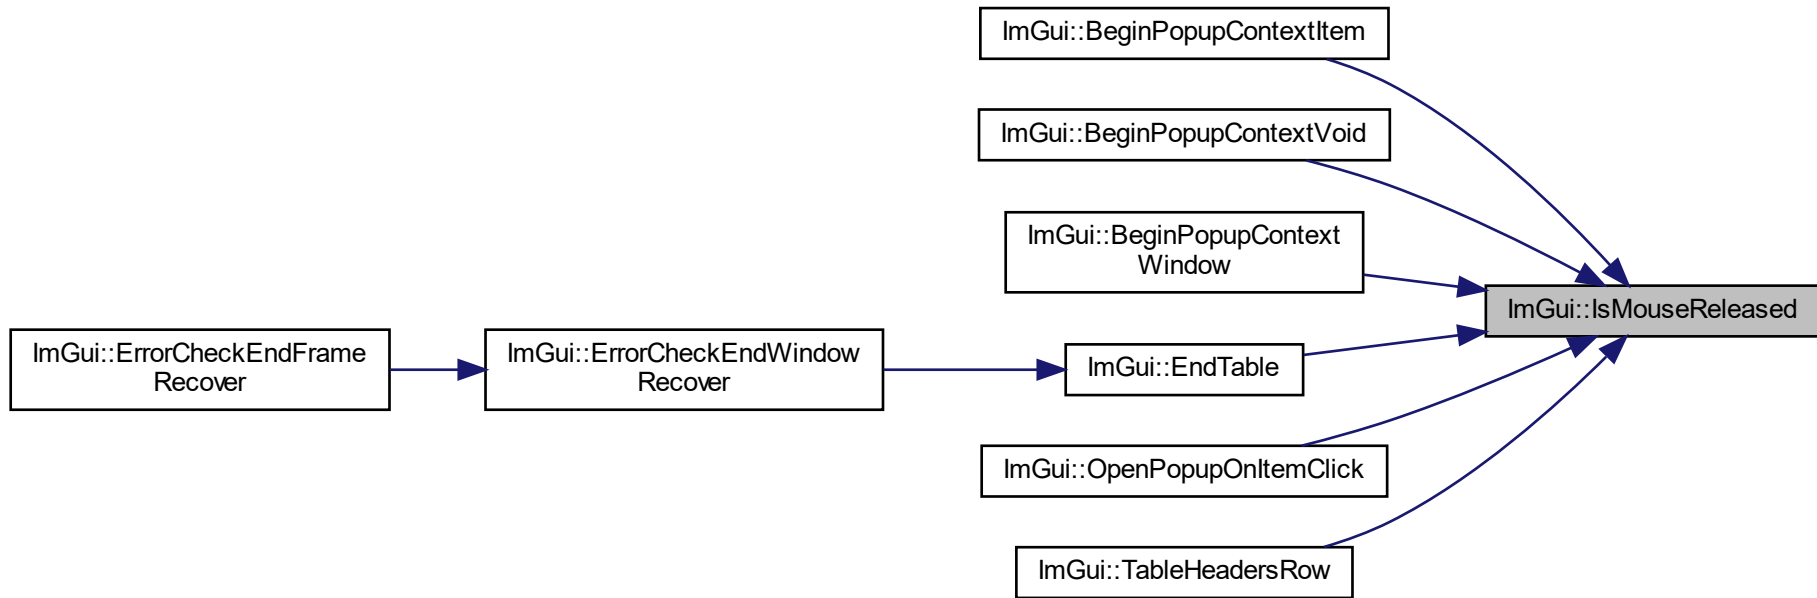 ImGui::BeginPopupContextItem
ImGui::BeginPopupContextVoid
ImGui::BeginPopupContext
Window
ImGui::IsMouseReleased
ImGui::ErrorCheckEndFrame
Recover
ImGui::ErrorCheckEndWindow
Recover
ImGui::EndTable
ImGui::OpenPopupOnItemClick
ImGui::TableHeadersRow